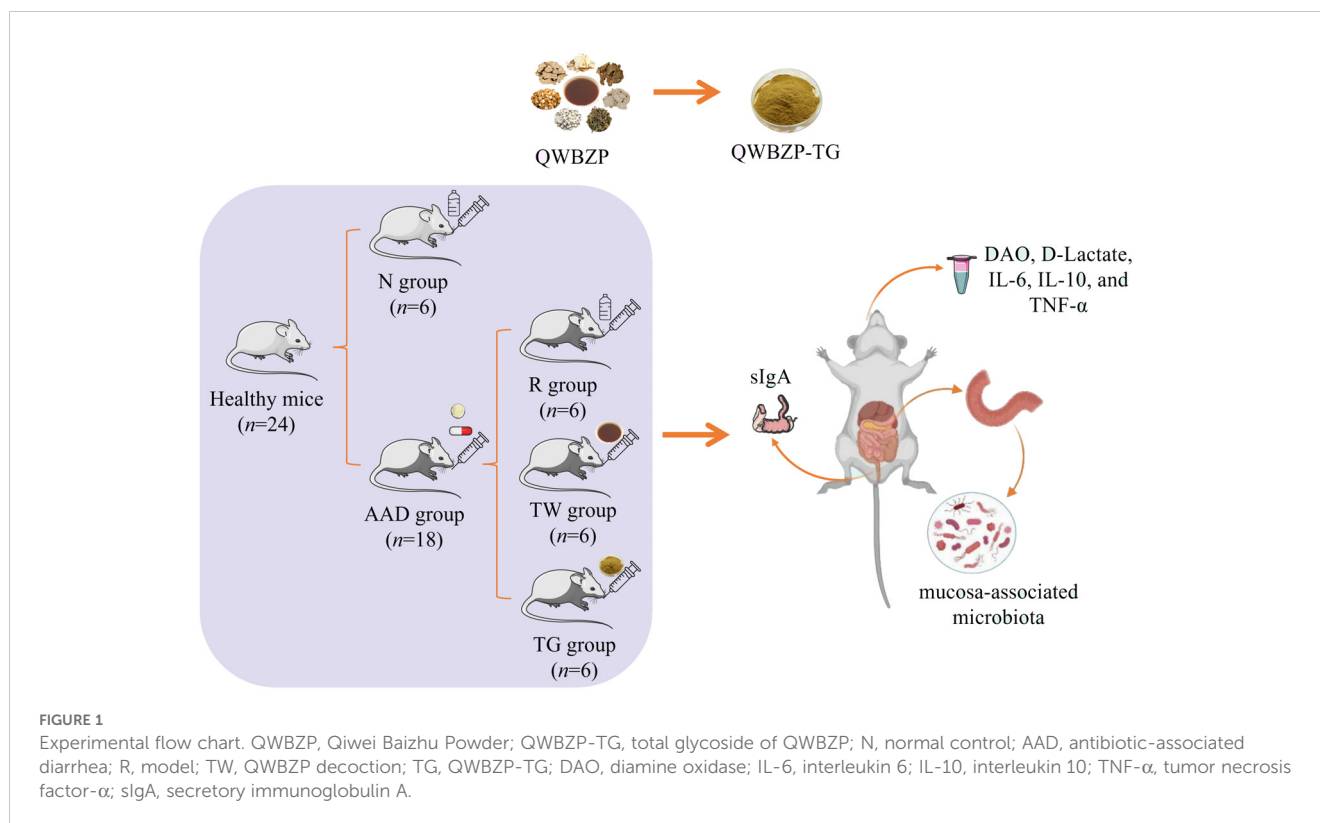 QWBZP
QWBZP-TG
N group
(n=6)
Healthy mice
(n=24)
AAD group
(n=18)
R group
(n=6)
TW group
(n=6)
TG group
(n=6)
sIgA
DAO, D-Lactate,
IL-6, IL-10, and
TNF-α
mucosa-associated
microbiota
FIGURE 1
Experimental flow chart. QWBZP, Qiwei Baizhu Powder; QWBZP-TG, total glycoside of QWBZP; N, normal control; AAD, antibiotic-associated
diarrhea; R, model; TW, QWBZP decoction; TG, QWBZP-TG; DAO, diamine oxidase; IL-6, interleukin 6; IL-10, interleukin 10; TNF-α, tumor necrosis
factor-α; sIgA, secretory immunoglobulin A.